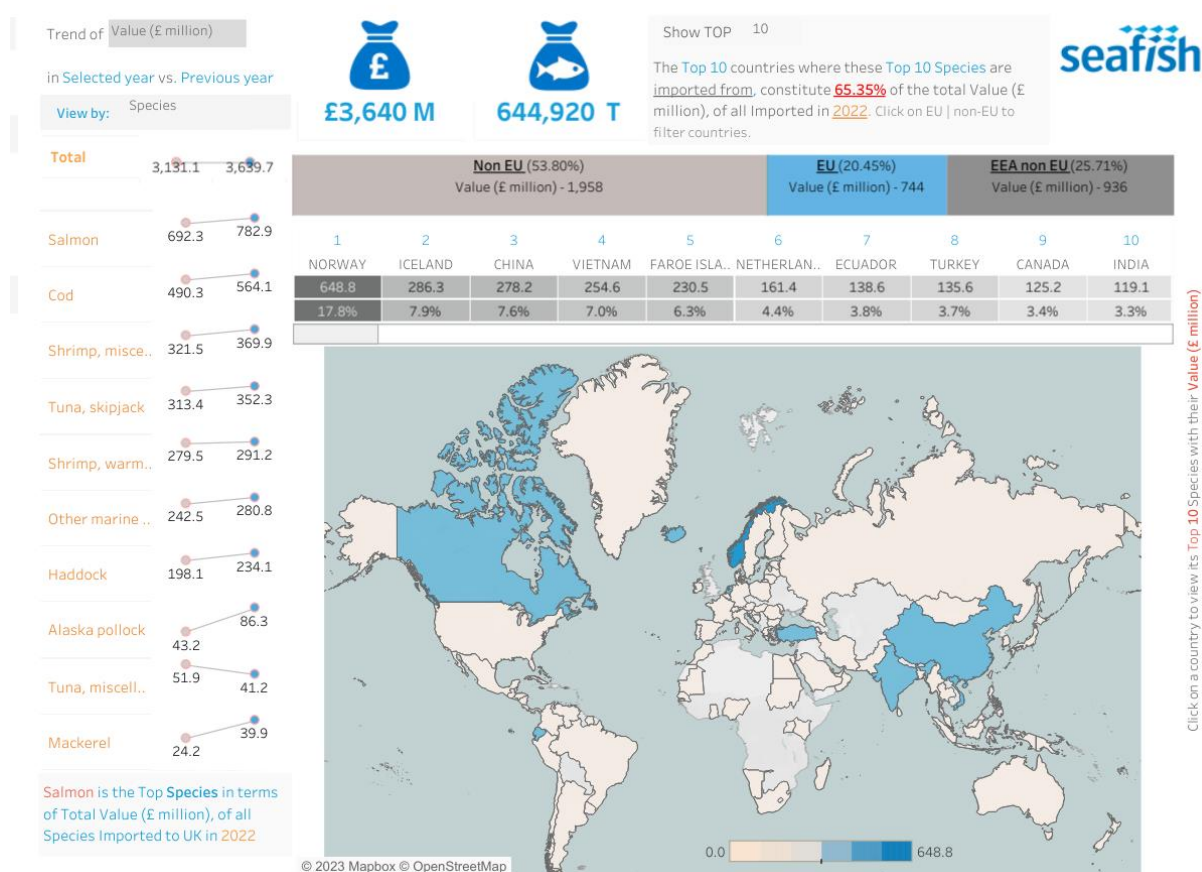 Trend of Value (£ million)
in Selected year vs. Previous year
View by: Species
Total
3,131.1 3,639.7
Salmon
692.3 782.9
Cod
490.3 564.1
Shrimp, misce..
321.5 369.9
Tuna, skipjack
313.4 352.3
Shrimp, warm..
279.5 291.2
Other marine ..
242.5 280.8
Haddock
198.1 234.1
Alaska pollock
43.2 86.3
Tuna, miscell..
51.9 41.2
Mackerel
24.2 39.9
Salmon is the Top Species in terms
of Total Value (£ million), of all
Species Imported to UK in 2022
£
£3,640 M
644,920 T
Show TOP 10
The Top 10 countries where these Top 10 Species are
imported from, constitute 65.35% of the total Value (£
million), of all Imported in 2022. Click on EU | non-EU to
filter countries.
seafish
Non EU (53.80%)
Value (£ million) - 1,958
EU (20.45%)
Value (£ million) - 744
EEA non EU (25.71%)
Value (£ million) - 936
1 2 3 4 5 6 7 8 9 10
NORWAY ICELAND CHINA VIETNAM FAROE ISLA.. NETHERLAN.. ECUADOR TURKEY CANADA INDIA
648.8 286.3 278.2 254.6 230.5 161.4 138.6 135.6 125.2 119.1
17.8% 7.9% 7.6% 7.0% 6.3% 4.4% 3.8% 3.7% 3.4% 3.3%
0.0 648.8
© 2023 Mapbox © OpenStreetMap
Click on a country to view its Top 10 Species with their Value (£ million)